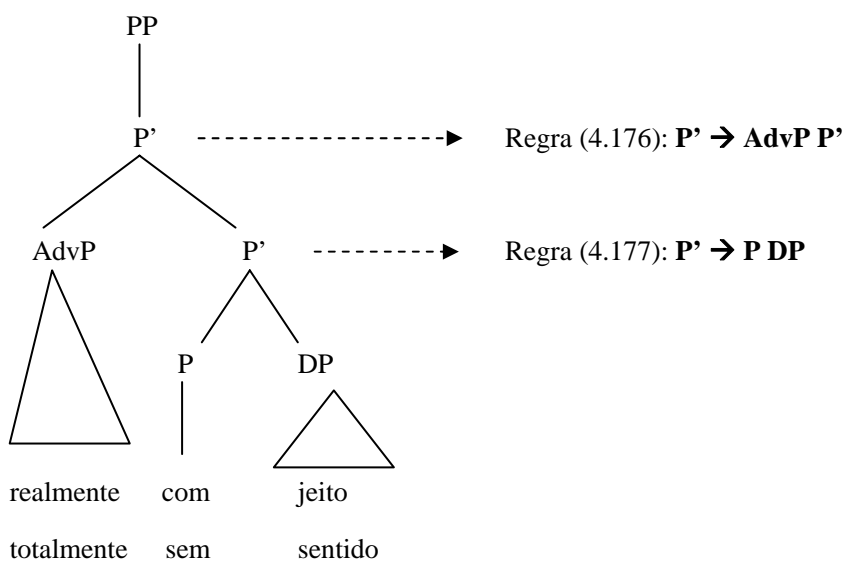 PP
P’ Regra (4.176): P’ → AdvP P’
AdvP P’ Regra (4.177): P’ → P DP
P DP
realmente com jeito
totalmente sem sentido